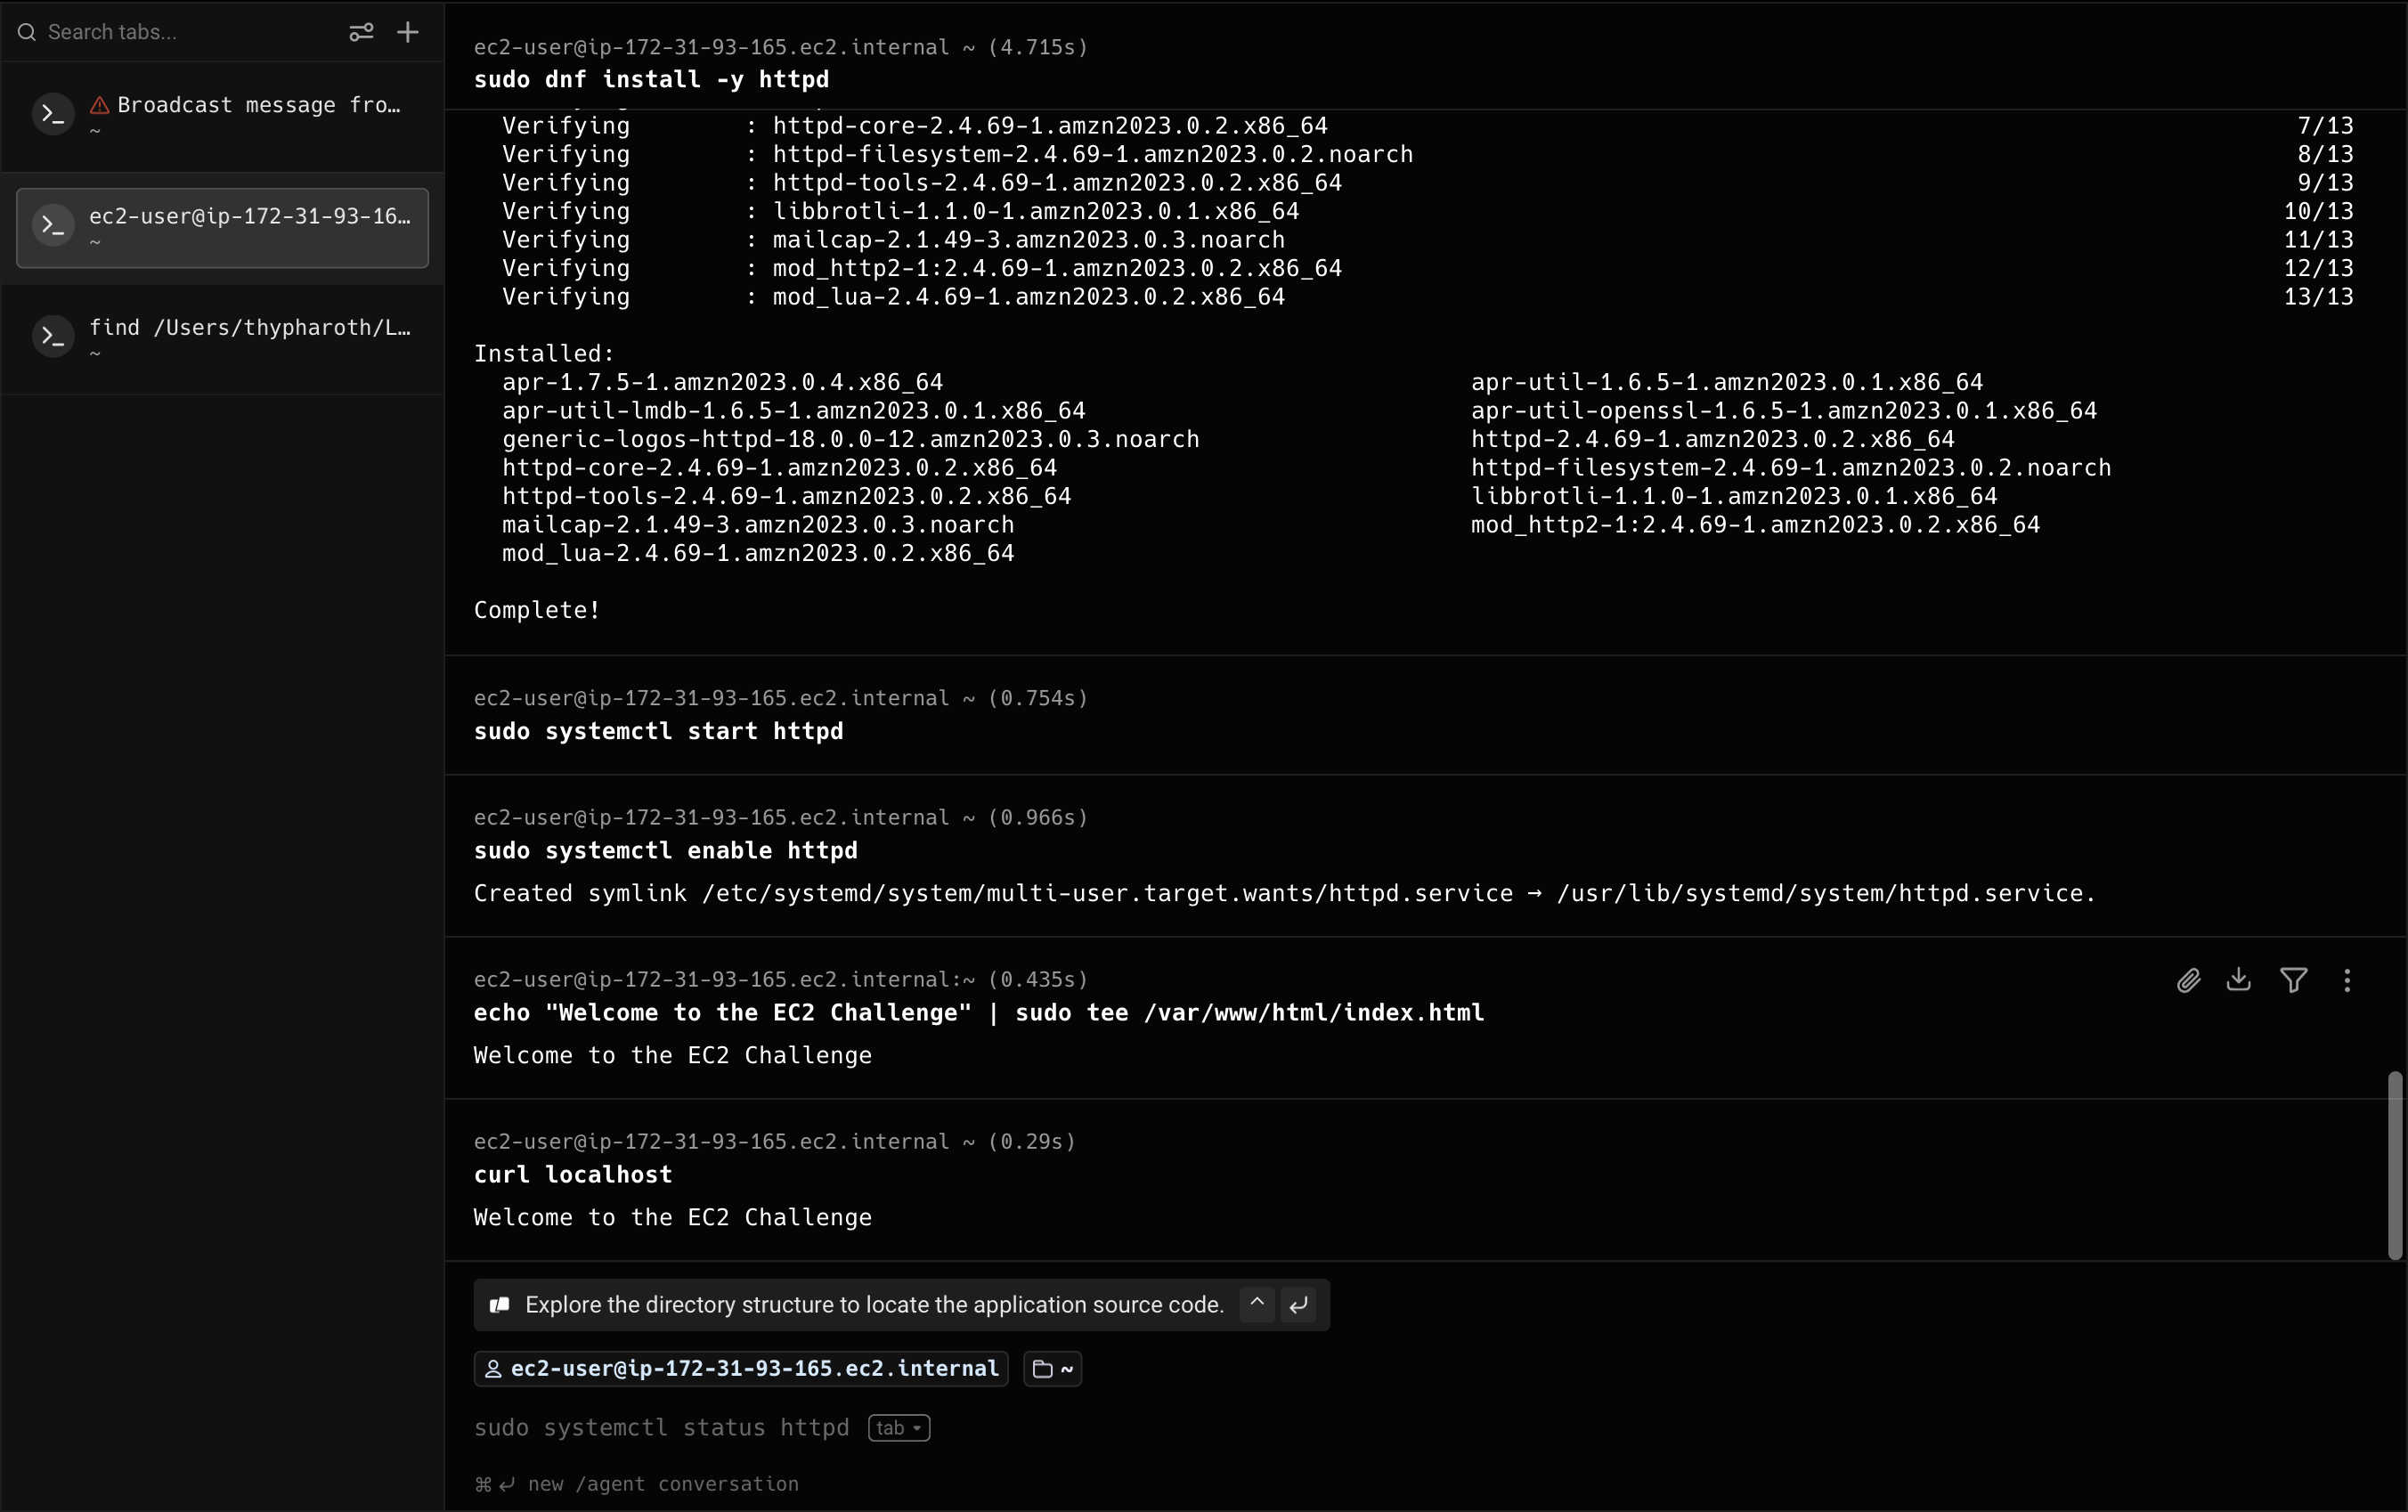 Search tabs...
Broadcast message fro…
~
ec2-user@ip-172-31-93-16…
~
find /Users/thypharoth/L…
~
ec2-user@ip-172-31-93-165.ec2.internal ~ (4.715s)
sudo dnf install -y httpd
Verifying : httpd-core-2.4.69-1.amzn2023.0.2.x86_64 7/13
Verifying : httpd-filesystem-2.4.69-1.amzn2023.0.2.noarch 8/13
Verifying : httpd-tools-2.4.69-1.amzn2023.0.2.x86_64 9/13
Verifying : libbrotli-1.1.0-1.amzn2023.0.1.x86_64 10/13
Verifying : mailcap-2.1.49-3.amzn2023.0.3.noarch 11/13
Verifying : mod_http2-1:2.4.69-1.amzn2023.0.2.x86_64 12/13
Verifying : mod_lua-2.4.69-1.amzn2023.0.2.x86_64 13/13
Installed:
apr-1.7.5-1.amzn2023.0.4.x86_64 apr-util-1.6.5-1.amzn2023.0.1.x86_64
apr-util-lmdb-1.6.5-1.amzn2023.0.1.x86_64 apr-util-openssl-1.6.5-1.amzn2023.0.1.x86_64
generic-logos-httpd-18.0.0-12.amzn2023.0.3.noarch httpd-2.4.69-1.amzn2023.0.2.x86_64
httpd-core-2.4.69-1.amzn2023.0.2.x86_64 httpd-filesystem-2.4.69-1.amzn2023.0.2.noarch
httpd-tools-2.4.69-1.amzn2023.0.2.x86_64 libbrotli-1.1.0-1.amzn2023.0.1.x86_64
mailcap-2.1.49-3.amzn2023.0.3.noarch mod_http2-1:2.4.69-1.amzn2023.0.2.x86_64
mod_lua-2.4.69-1.amzn2023.0.2.x86_64
Complete!
ec2-user@ip-172-31-93-165.ec2.internal ~ (0.754s)
sudo systemctl start httpd
ec2-user@ip-172-31-93-165.ec2.internal ~ (0.966s)
sudo systemctl enable httpd
Created symlink /etc/systemd/system/multi-user.target.wants/httpd.service → /usr/lib/systemd/system/httpd.service.
ec2-user@ip-172-31-93-165.ec2.internal:~ (0.435s)
echo "Welcome to the EC2 Challenge" | sudo tee /var/www/html/index.html
Welcome to the EC2 Challenge
ec2-user@ip-172-31-93-165.ec2.internal ~ (0.29s)
curl localhost
Welcome to the EC2 Challenge
Explore the directory structure to locate the application source code.
ec2-user@ip-172-31-93-165.ec2.internal ~
sudo systemctl status httpd tab
⌘ ⏎ new /agent conversation